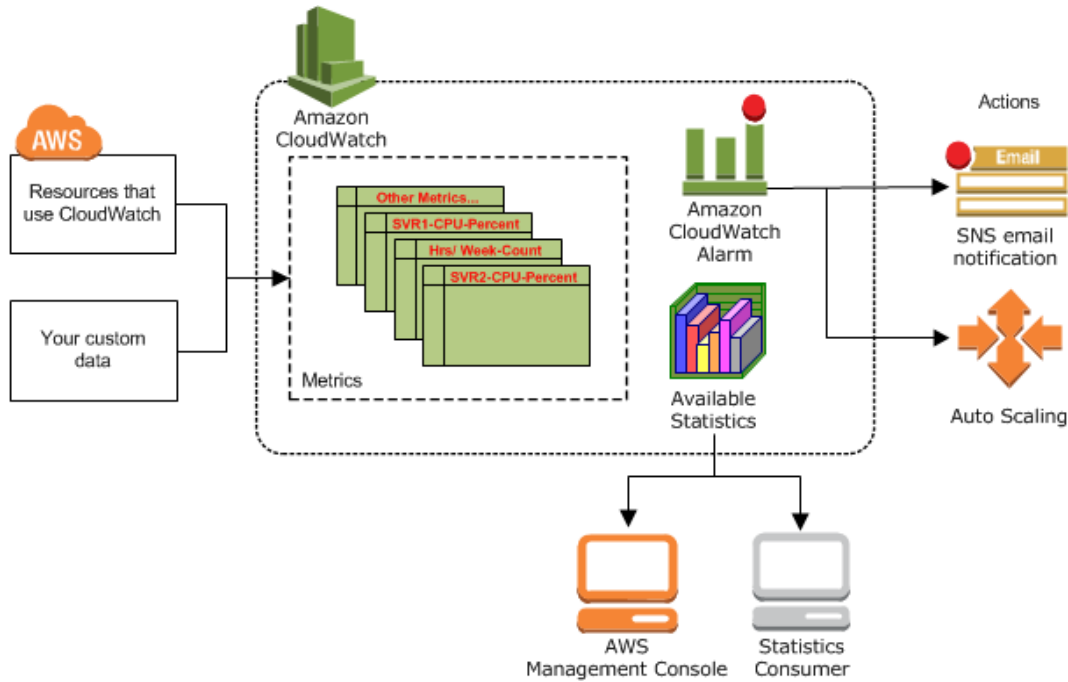 Amazon
CloudWatch
Actions
AWS
Resources that
use CloudWatch
Your custom
data
Other Metrics...
SVR1-CPU-Percent
Hrs/ Week-Count
SVR2-CPU-Percent
Metrics
Amazon
CloudWatch
Alarm
Available
Statistics
Email
SNS email
notification
Auto Scaling
AWS
Management Console
Statistics
Consumer